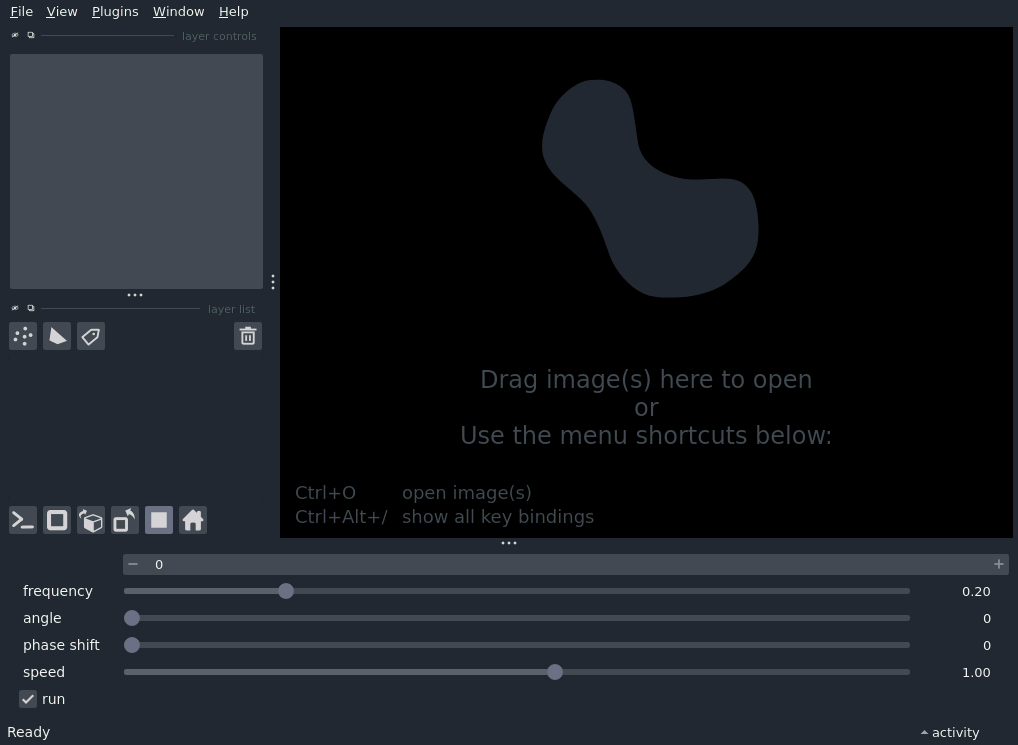 File View Plugins Window Help
layer controls
layer list
Drag image(s) here to open
or
Use the menu shortcuts below:
Ctrl+O open image(s)
Ctrl+Alt+/ show all key bindings
0
frequency 0.20
angle 0
phase shift 0
speed 1.00
run
Ready activity